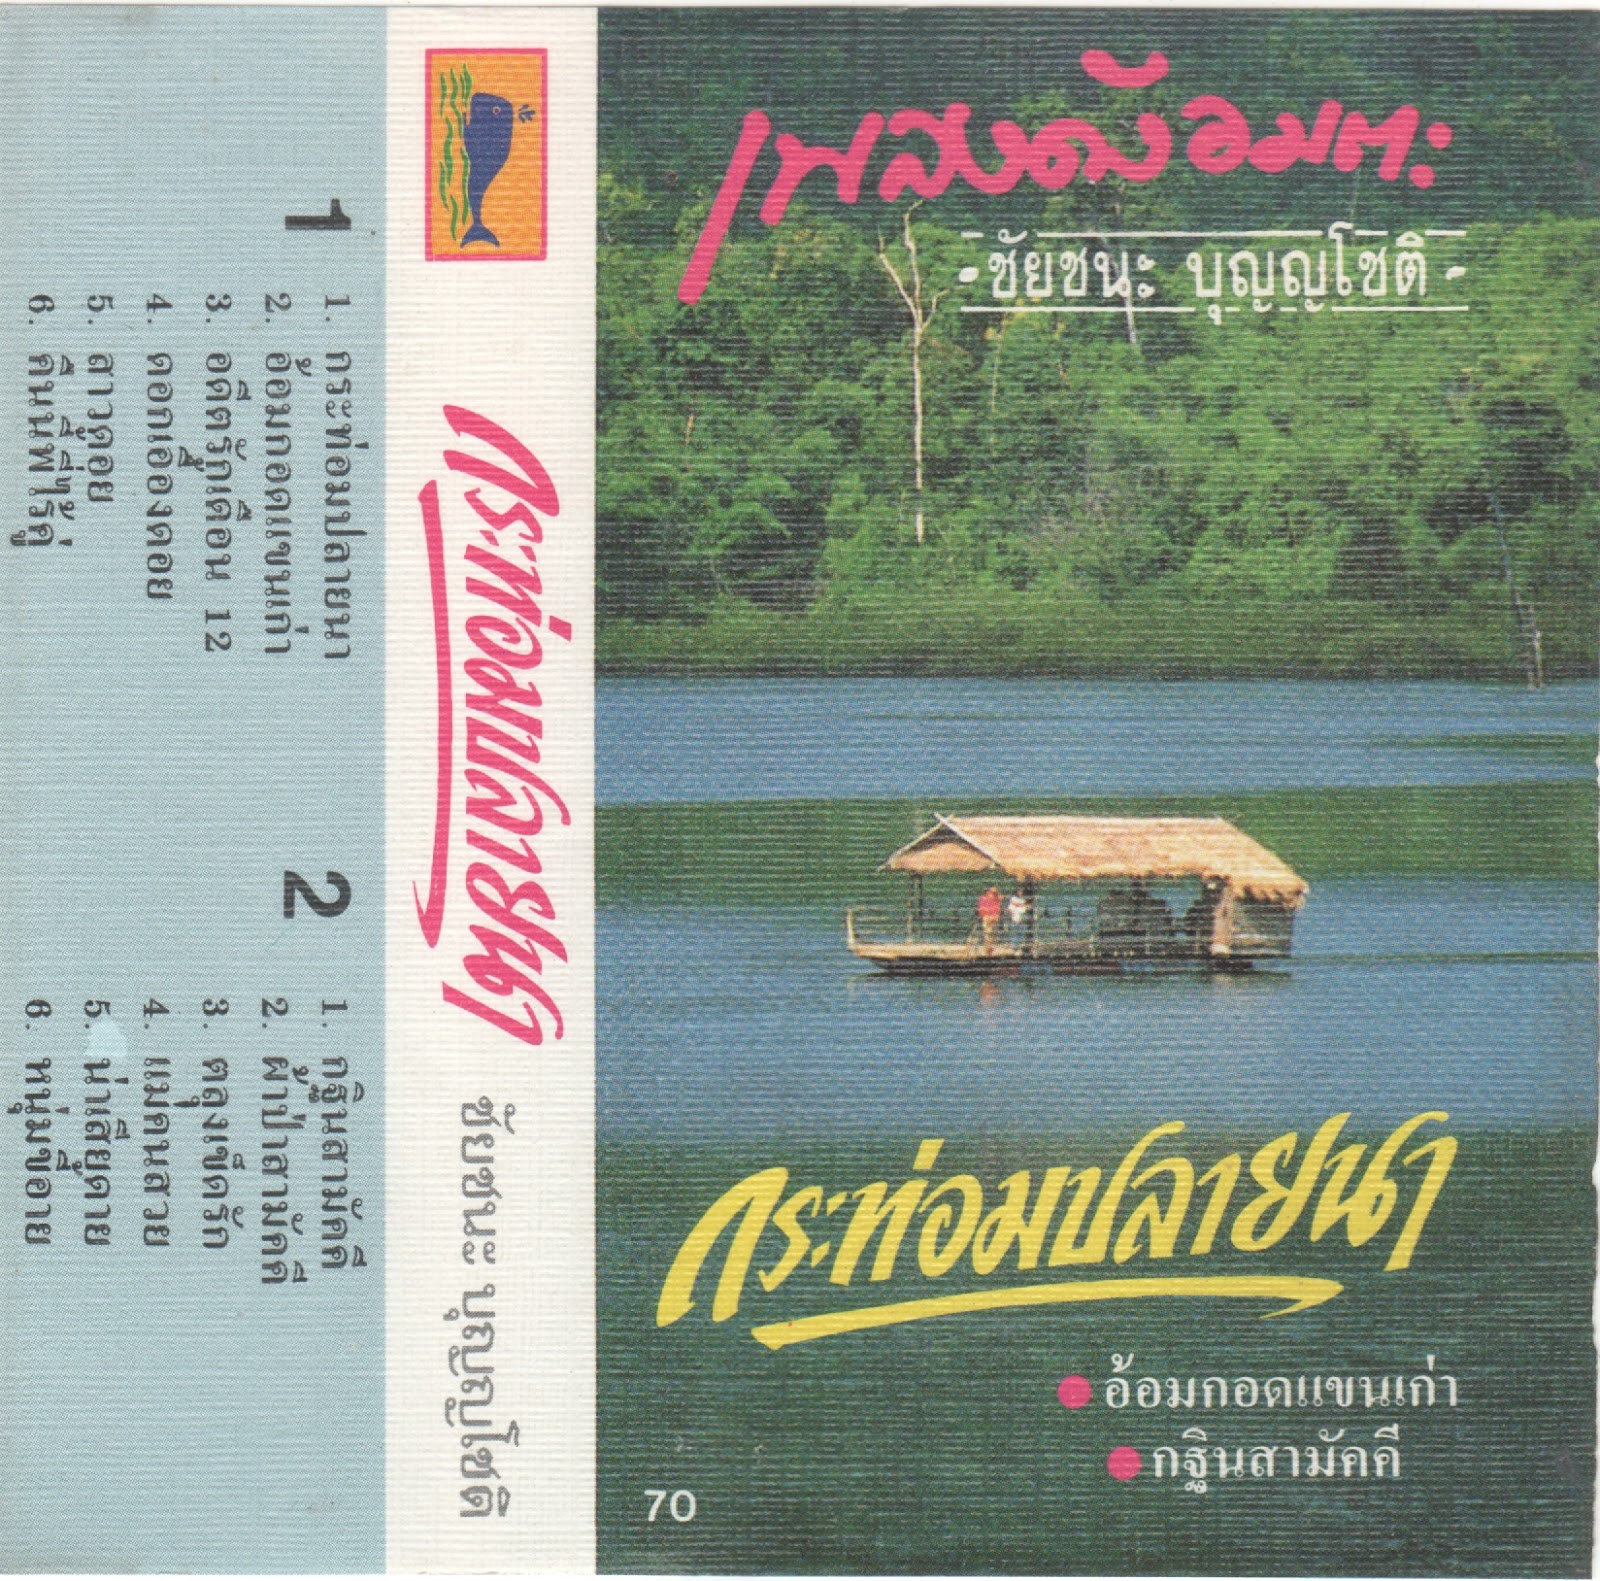 เพลงดังอมตะ
- ชัยชนะ บุญญโชติ -
กระท่อมปลายนา
● อ้อมกอดแขนเก่า
● กฐินสามัคคี
70
กระท่อมปลายนา
ชัยชนะ บุญญโชติ
1
1. กระท่อมปลายนา
2. อ้อมกอดแขนเก่า
3. อดีตรักเดือน 12
4. ดอกเอื้องดอย
5. สาวดอย
6. คืนนี้พี่ไร้คู่
2
1. กฐินสามัคคี
2. ผ้าป่าสามัคคี
3. ตลุงเข็ดรัก
4. แมคนสวย
5. น่าเสียดาย
6. หนุ่มขี้อาย